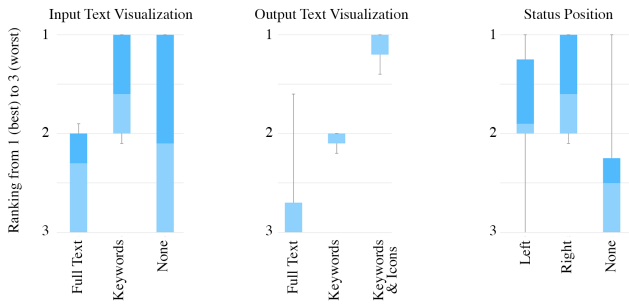 Input Text Visualization
Output Text Visualization
Status Position
Ranking from 1 (best) to 3 (worst)
1
2
3
Full Text
Keywords
None
1
2
3
Full Text
Keywords
Keywords
& Icons
1
2
3
Left
Right
None